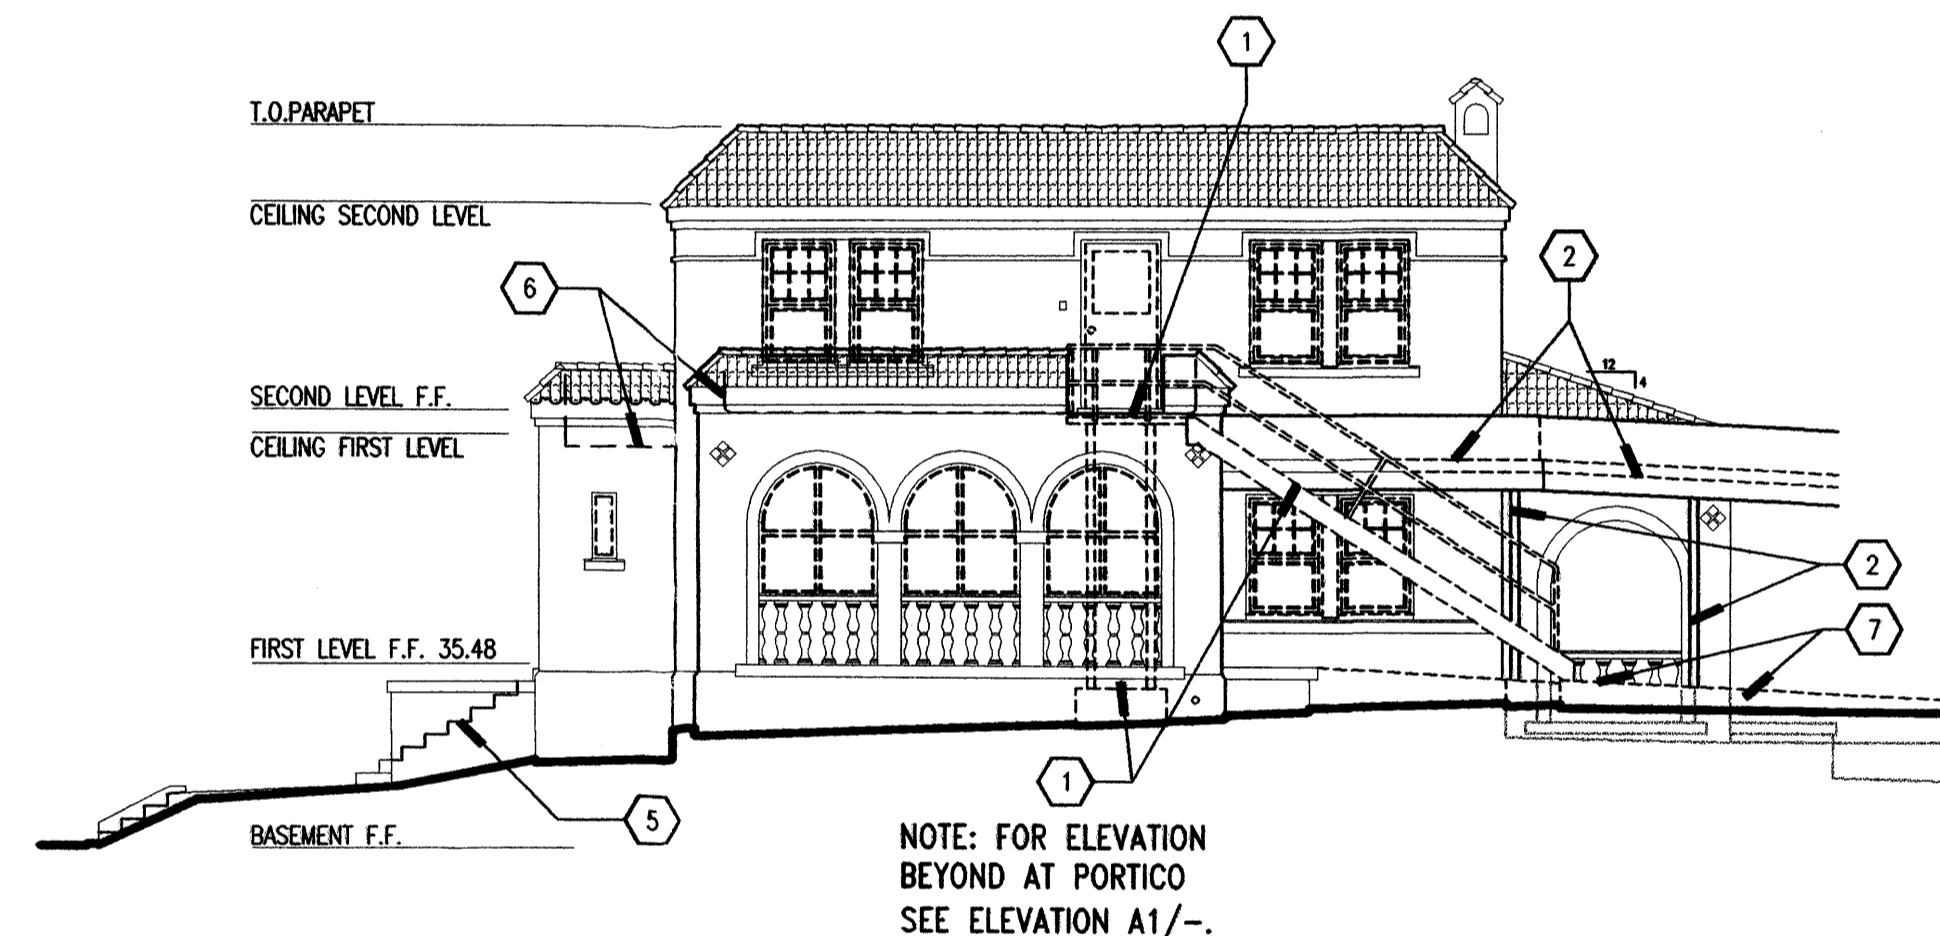 1
T.O.PARAPET
CEILING SECOND LEVEL
2
6
12
4
SECOND LEVEL F.F.
CEILING FIRST LEVEL
2
7
FIRST LEVEL F.F. 35.48
1
5
BASEMENT F.F.
NOTE: FOR ELEVATION
BEYOND AT PORTICO
SEE ELEVATION A1/-.